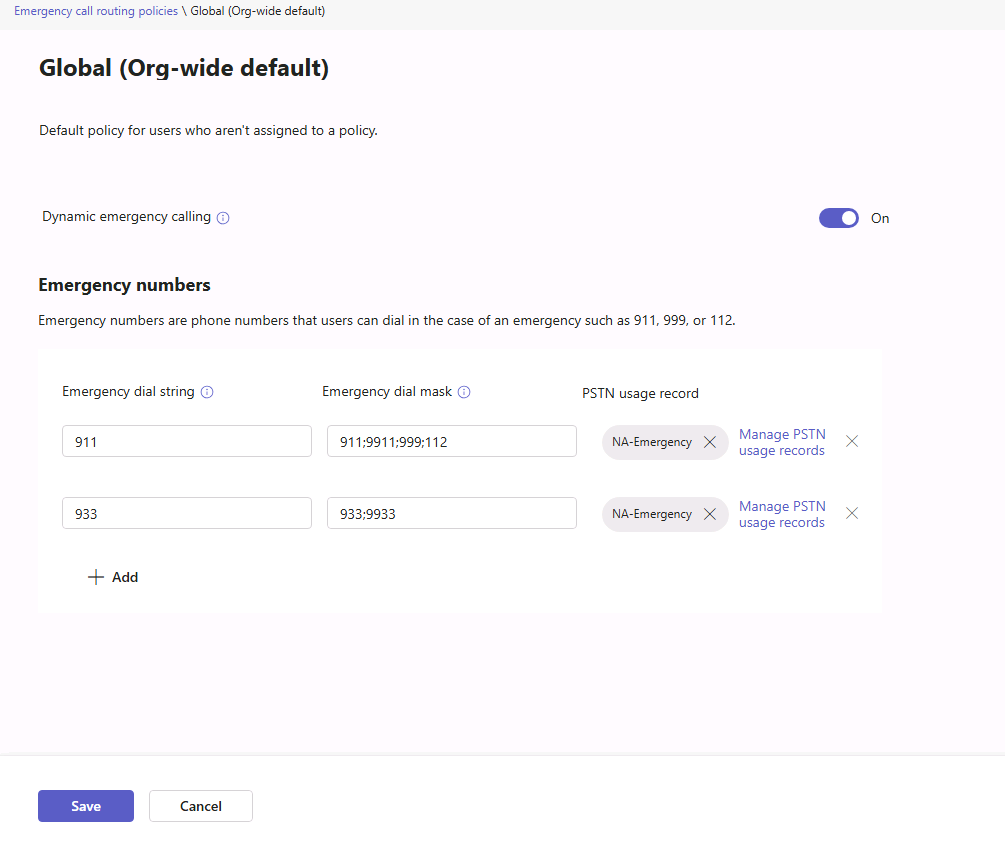 Emergency call routing policies \ Global (Org-wide default)
Global (Org-wide default)
Default policy for users who aren't assigned to a policy.
Dynamic emergency calling
On
Emergency numbers
Emergency numbers are phone numbers that users can dial in the case of an emergency such as 911, 999, or 112.
Emergency dial string
Emergency dial mask
PSTN usage record
911
911;9911;999;112
NA-Emergency
Manage PSTN
usage records
933
933;9933
NA-Emergency
Manage PSTN
usage records
Add
Save
Cancel